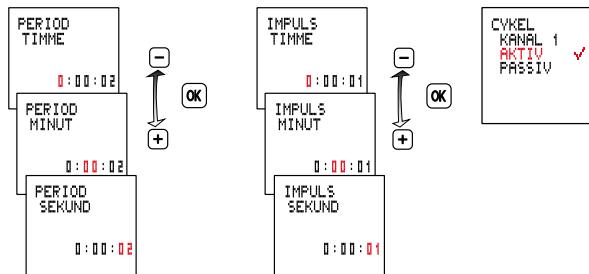 PERIOD
TIMME
0:00:02
PERIOD
MINUT
0:00:02
PERIOD
SEKUND
0:00:02
−
OK
+
IMPULS
TIMME
0:00:01
IMPULS
MINUT
0:00:01
IMPULS
SEKUND
0:00:01
−
OK
+
CYKEL
KANAL 1
AKTIV ✓
PASSIV